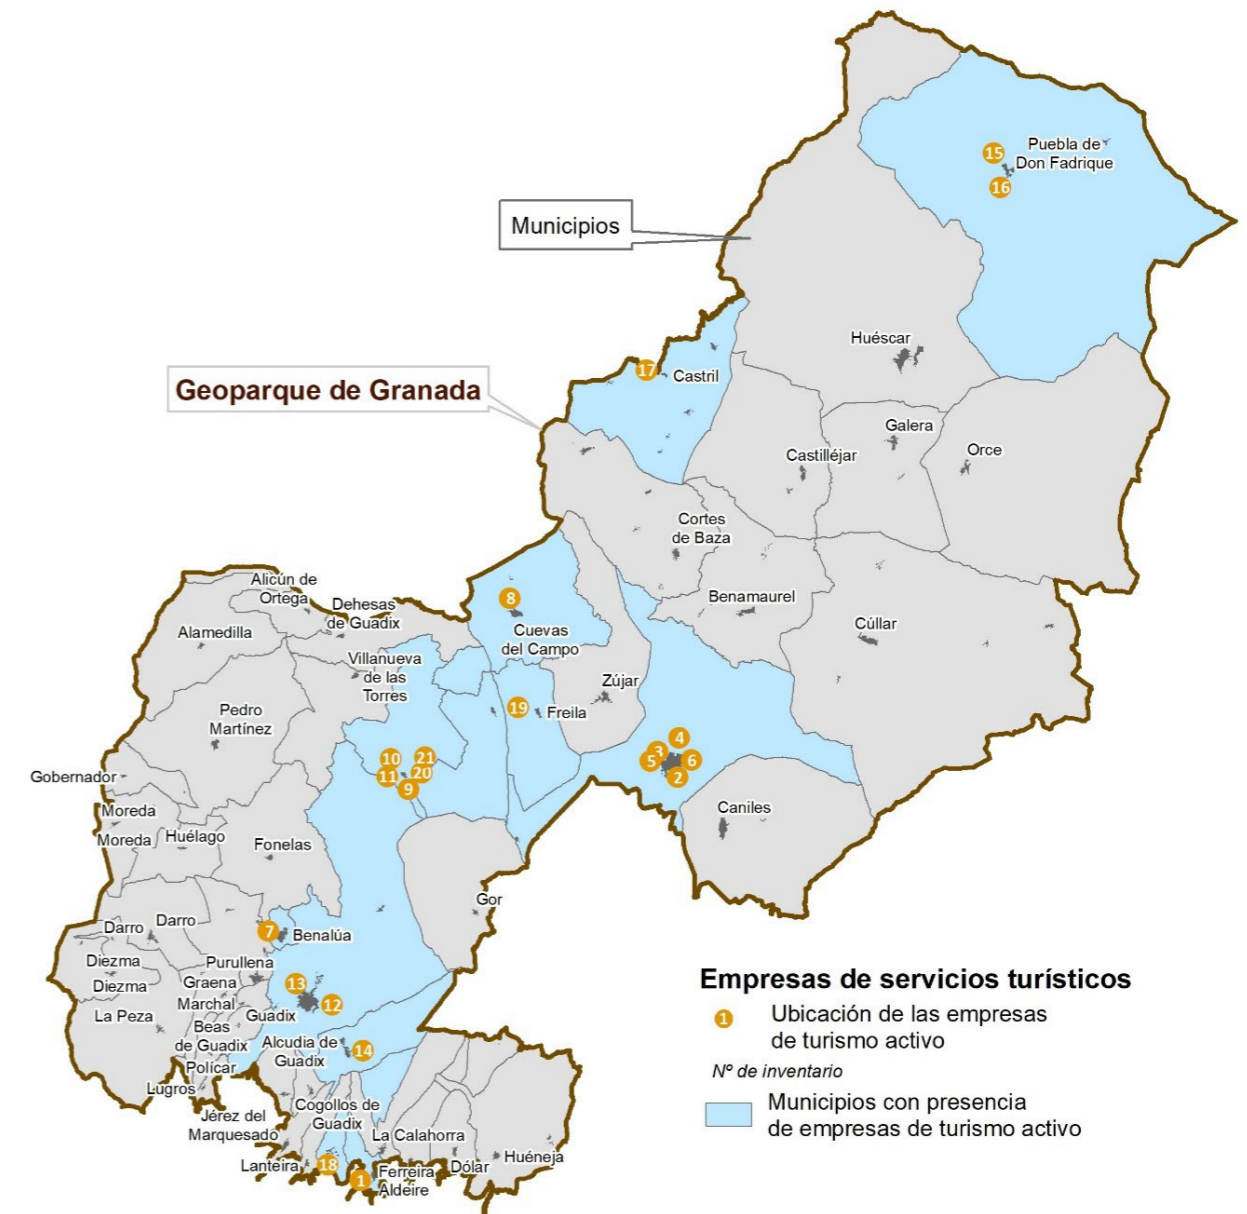 15
Puebla de
Don Fadrique
16
Municipios
Huéscar
17
Castril
Geoparque de Granada
Galera
Orce
Castilléjar
Cortes
de Baza
Alicún de
Ortega
Dehesas
de Guadix
8
Benamaurel
Alamedilla
Cuevas
del Campo
Cúllar
Villanueva
de las
Torres
Zújar
Pedro
Martínez
19
Freila
4
3
5
6
2
10
21
11
20
9
Gobernador
Moreda
Moreda
Huélago
Fonelas
Caniles
Gor
Darro
Darro
7
Benalúa
Diezma
Diezma
Purullena
Graena
13
Marchal
12
La Peza
Guadix
Beas
de Guadix
Alcudia de
Guadix
14
Polícar
Lugros
Jérez del
Marquesado
Cogollos de
Guadix
La Calahorra
Lanteira
18
1
Ferreira
Aldeire
Dólar
Huéneja
Empresas de servicios turísticos
1
Ubicación de las empresas
de turismo activo
Nº de inventario
Municipios con presencia
de empresas de turismo activo